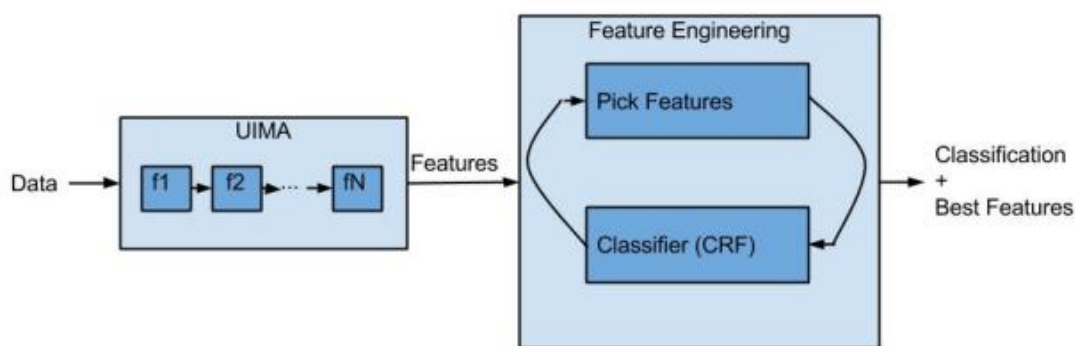 Feature Engineering
Pick Features
UIMA
Data
f1
f2
...
fN
Features
Classifier (CRF)
Classification
+
Best Features